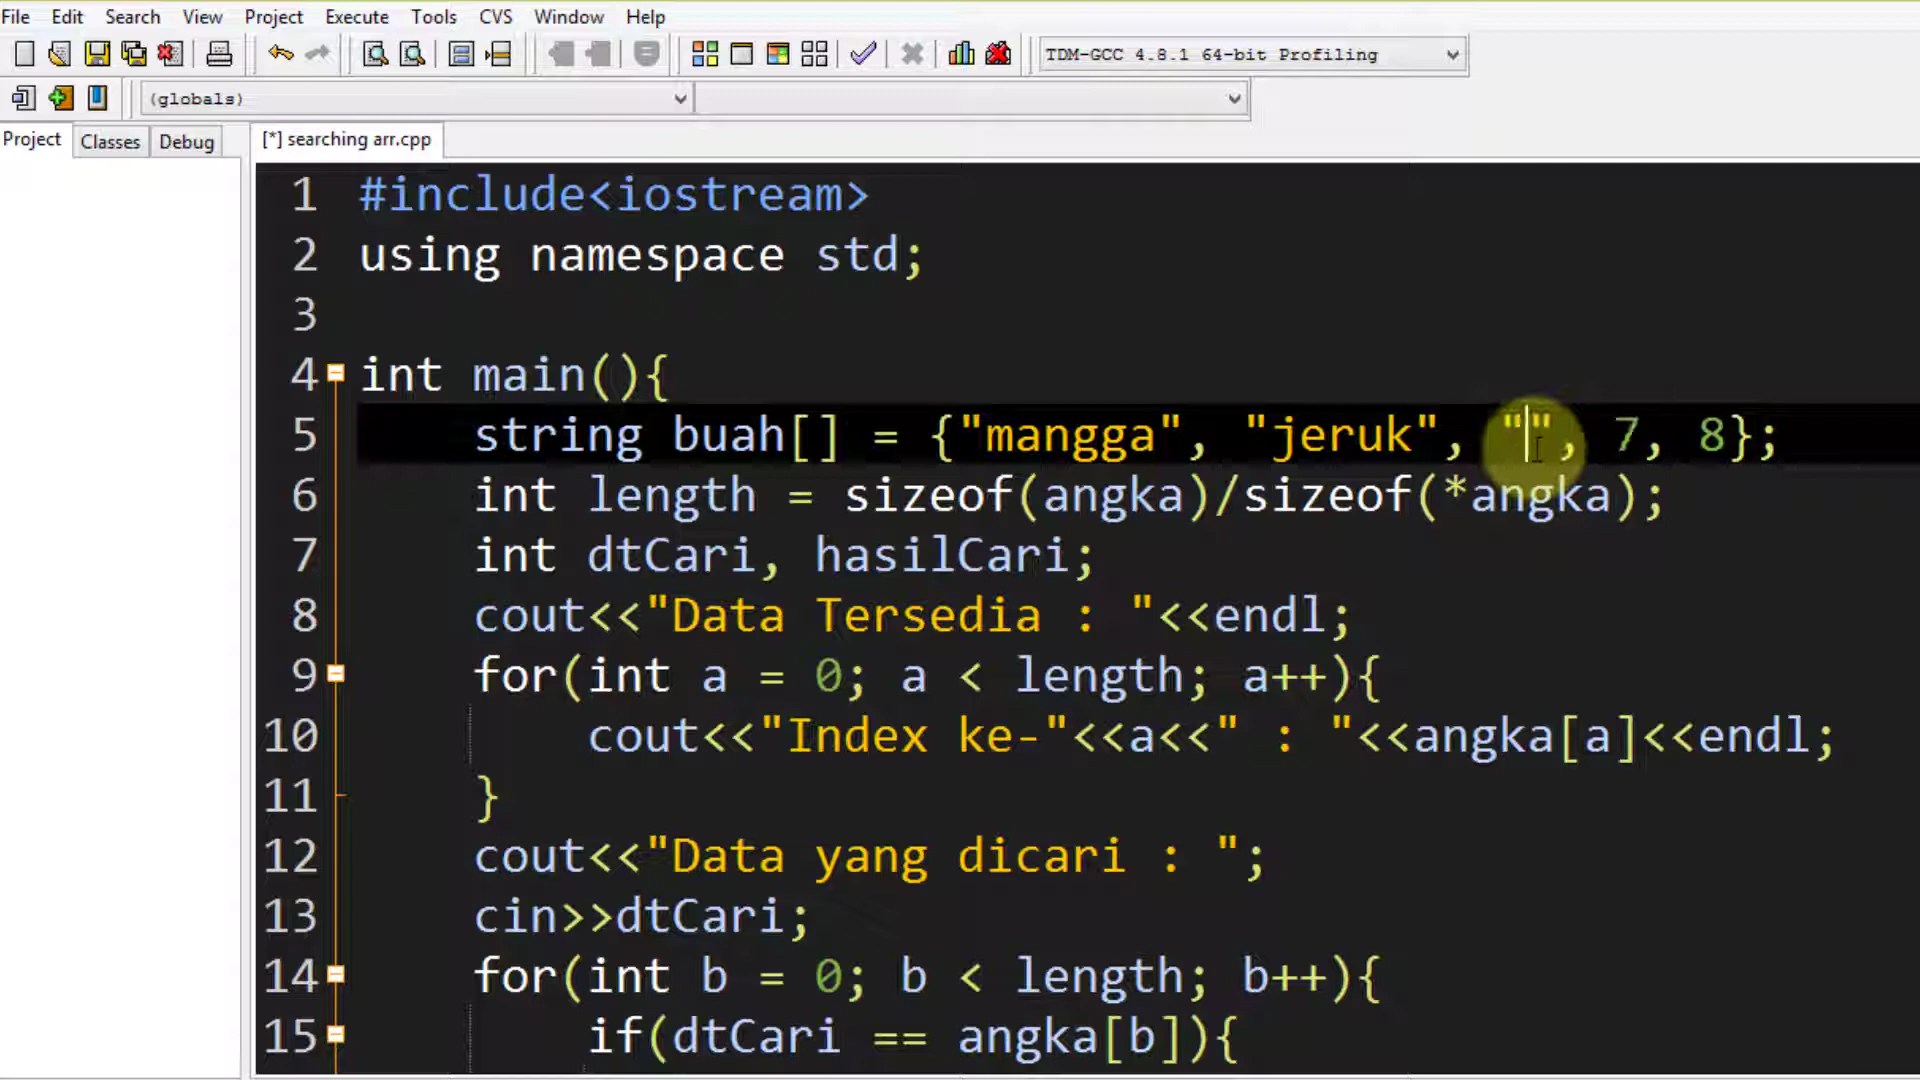 File Edit Search View Project Execute Tools CVS Window Help
TDM-GCC 4.8.1 64-bit Profiling
(globals)
Project Classes Debug [*] searching arr.cpp
1 #include<iostream>
2 using namespace std;
3
4 int main(){
5 string buah[] = {"mangga", "jeruk", "", 7, 8};
6 int length = sizeof(angka)/sizeof(*angka);
7 int dtCari, hasilCari;
8 cout<<"Data Tersedia : "<<endl;
9 for(int a = 0; a < length; a++){
10 cout<<"Index ke-"<<a<<" : "<<angka[a]<<endl;
11 }
12 cout<<"Data yang dicari : ";
13 cin>>dtCari;
14 for(int b = 0; b < length; b++){
15 if(dtCari == angka[b]){